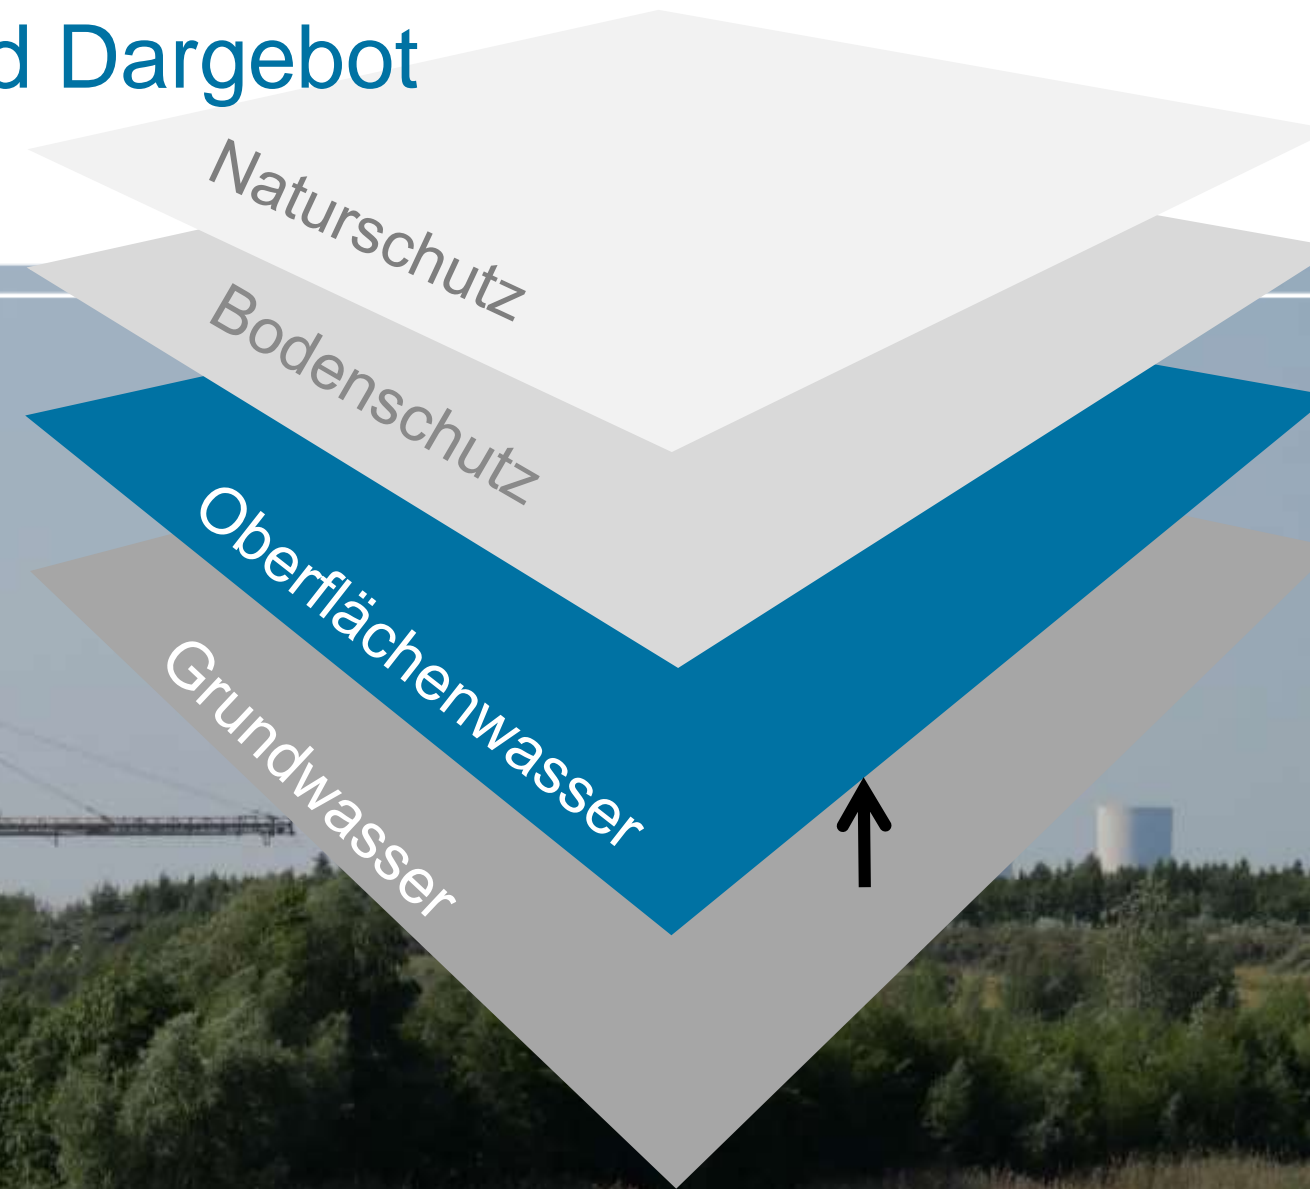 d Dargebot
Naturschutz
Bodenschutz
Oberflächenwasser
Grundwasser